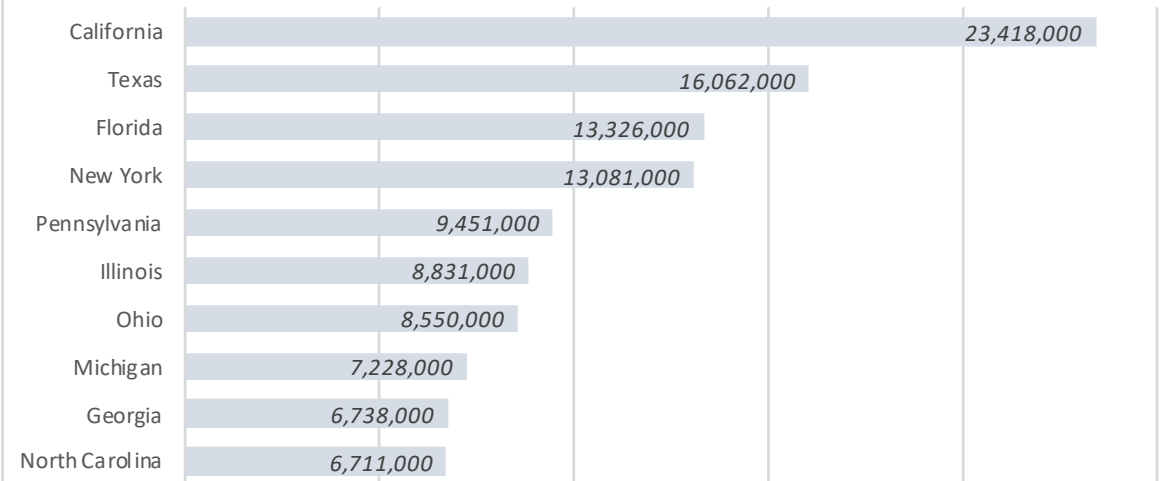 California 23,418,000
Texas 16,062,000
Florida 13,326,000
New York 13,081,000
Pennsylvania 9,451,000
Illinois 8,831,000
Ohio 8,550,000
Michigan 7,228,000
Georgia 6,738,000
North Carolina 6,711,000